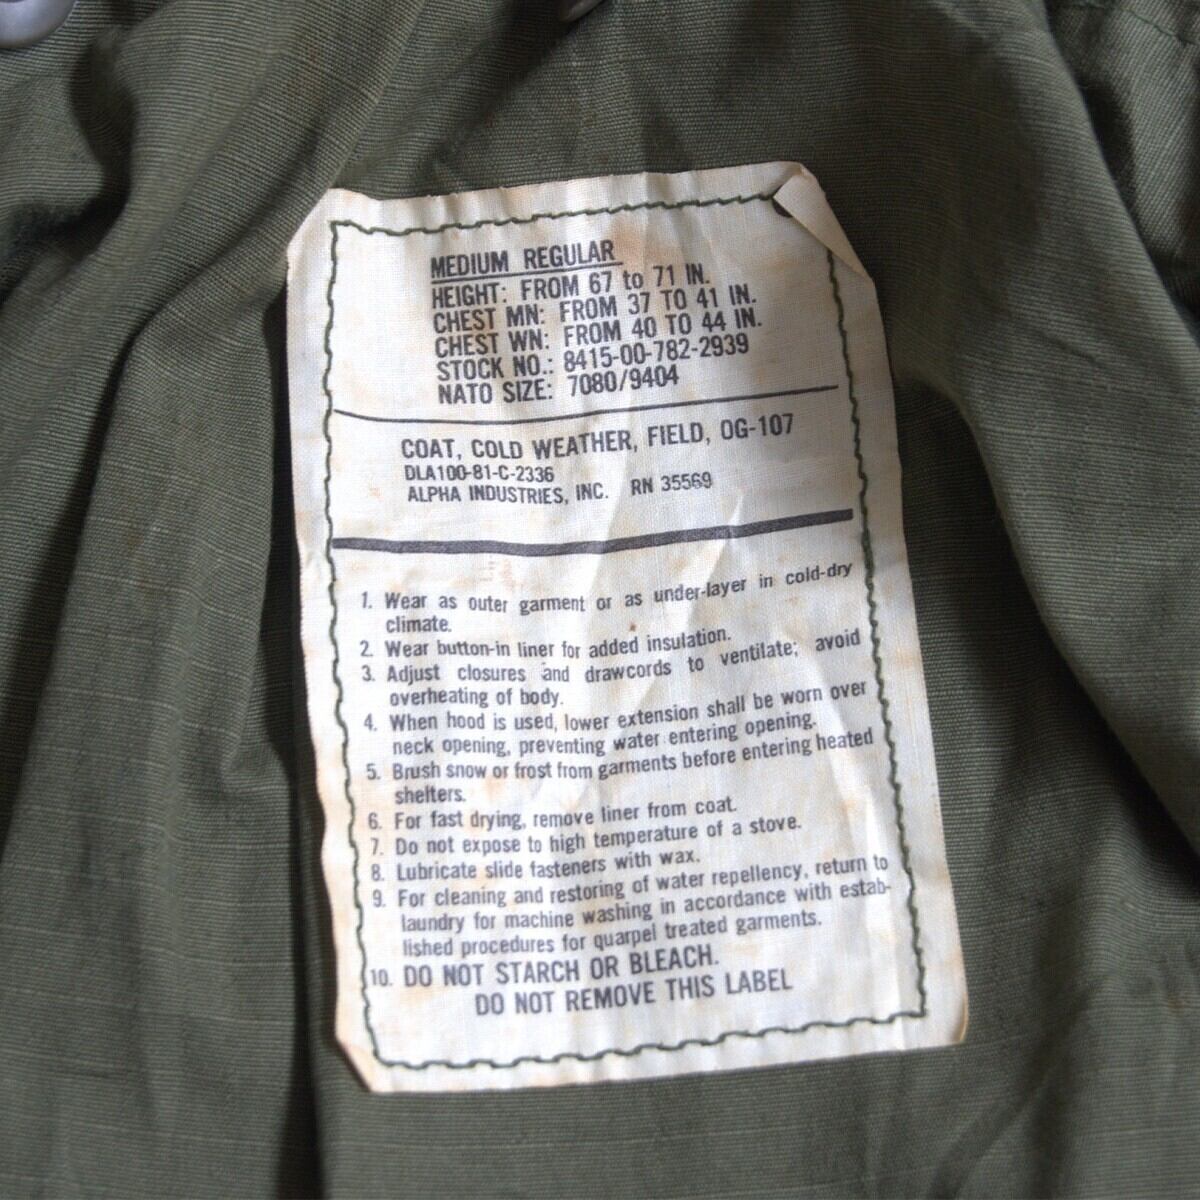 MEDIUM REGULAR
HEIGHT: FROM 67 to 71 IN.
CHEST MN: FROM 37 TO 41 IN.
CHEST WN: FROM 40 TO 44 IN.
STOCK NO.: 8415-00-782-2939
NATO SIZE: 7080/9404
COAT, COLD WEATHER, FIELD, OG-107
DLA100-81-C-2336
ALPHA INDUSTRIES, INC. RN 35569
1. Wear as outer garment or as under-layer in cold-dry
climate.
2. Wear button-in liner for added insulation.
3. Adjust closures and drawcords to ventilate; avoid
overheating of body.
4. When hood is used, lower extension shall be worn over
neck opening, preventing water entering opening.
5. Brush snow or frost from garments before entering heated
shelters.
6. For fast drying, remove liner from coat.
7. Do not expose to high temperature of a stove.
8. Lubricate slide fasteners with wax.
9. For cleaning and restoring of water repellency, return to
laundry for machine washing in accordance with estab-
lished procedures for quarpel treated garments.
10. DO NOT STARCH OR BLEACH.
DO NOT REMOVE THIS LABEL